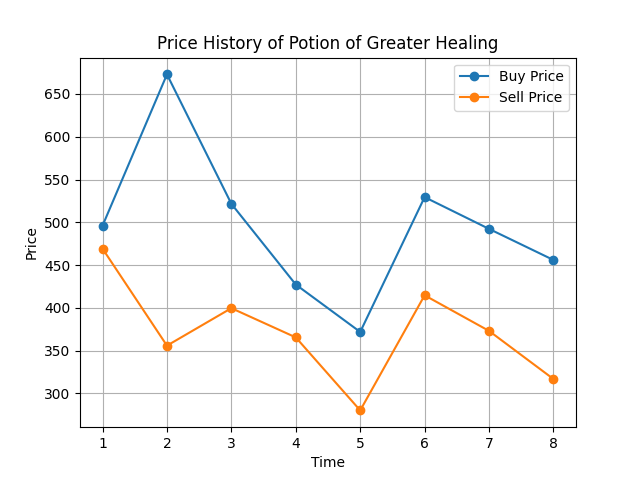 Price History of Potion of Greater Healing
Buy Price
Sell Price
650
600
550
500
450
400
350
300
Price
1 2 3 4 5 6 7 8
Time